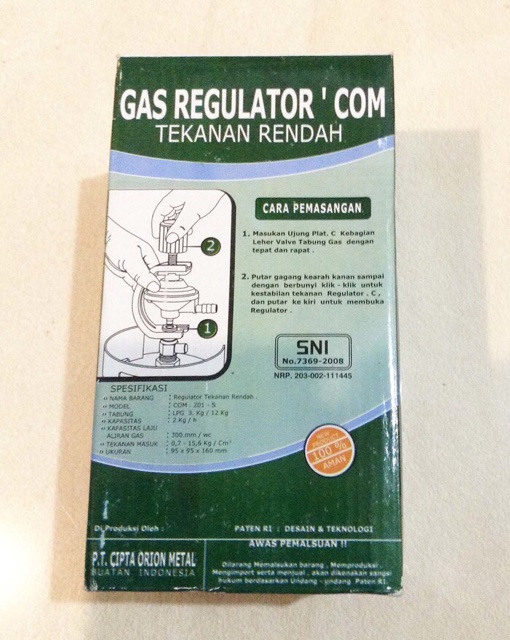 GAS REGULATOR ' COM
TEKANAN RENDAH
CARA PEMASANGAN
1. Masukan Ujung Plat. C Kebagian
Leher Valve Tabung Gas dengan
tepat dan rapat .
2. Putar gagang kearah kanan sampai
dengan berbunyi klik - klik untuk
kestabilan tekanan Regulator . C ,
dan putar ke kiri untuk membuka
Regulator .
2
1
SNI
No.7369-2008
NRP. 203-002-111445
SPESIFIKASI
NAMA BARANG : Regulator Tekanan Rendah .
MODEL : COM - 201 - S
TABUNG : LPG 3. Kg / 12.Kg
KAPASITAS : 2.Kg / h
KAPASITAS LAJU
ALIRAN GAS : 300 mm / wc
TEKANAN MASUK : 0,7 - 15,6 Kg / Cm²
UKURAN : 95 x 95 x 160 mm
NEW
PRODUCT
100 %
AMAN
Di Produksi Oleh :
P.T. CIPTA ORION METAL
BUATAN INDONESIA
PATEN RI : DESAIN & TEKNOLOGI
AWAS PEMALSUAN !!
Dilarang Memalsukan barang , Memproduksi ,
Mengimport serta menjual , akan dikenakan sangsi
hukum berdasarkan Undang - undang Paten R1.